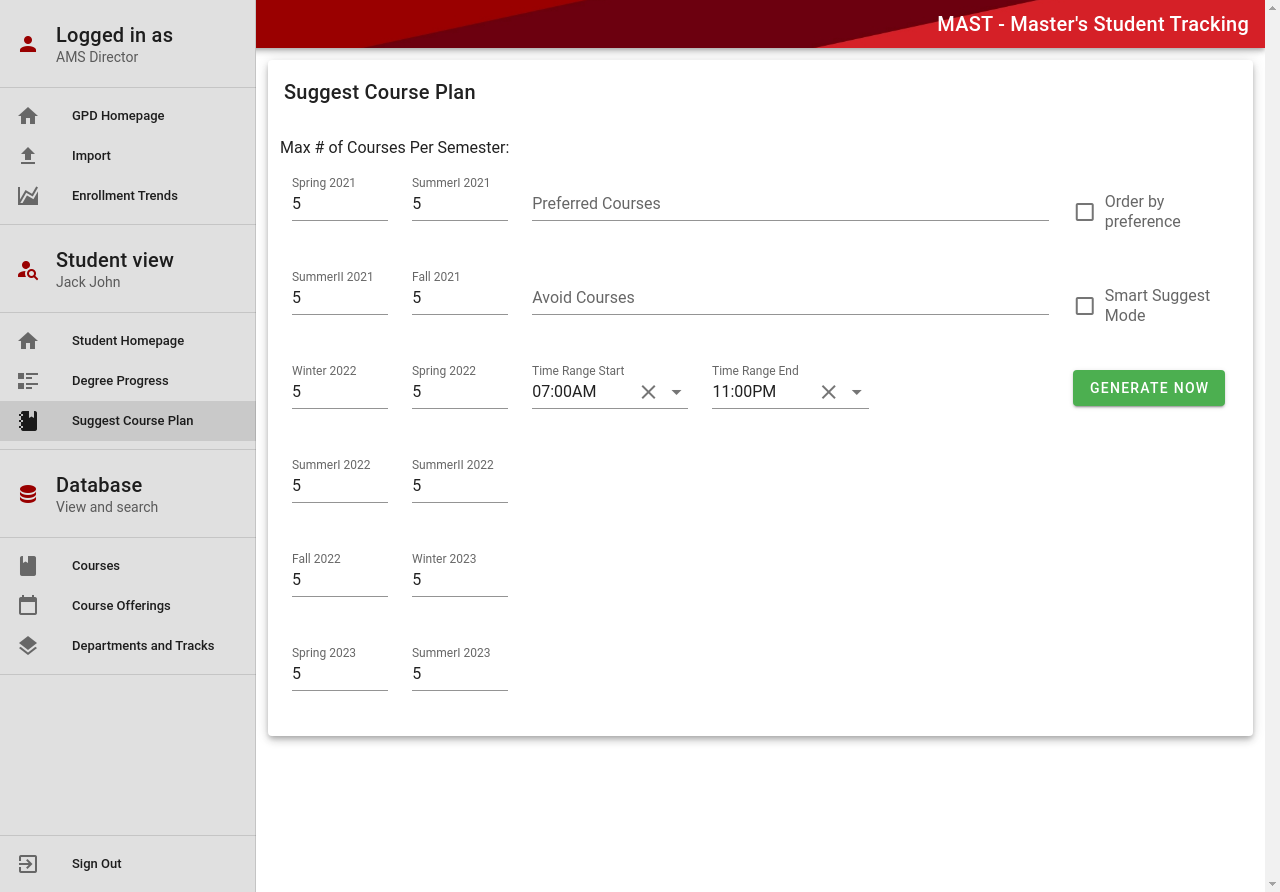 Logged in as
AMS Director
GPD Homepage
Import
Enrollment Trends
Student view
Jack John
Student Homepage
Degree Progress
Suggest Course Plan
Database
View and search
Courses
Course Offerings
Departments and Tracks
Sign Out
MAST - Master's Student Tracking
Suggest Course Plan
Max # of Courses Per Semester:
Spring 2021 SummerI 2021
5 5 Preferred Courses
Order by
preference
SummerII 2021 Fall 2021
5 5 Avoid Courses
Smart Suggest
Mode
Winter 2022 Spring 2022 Time Range Start Time Range End
5 5 07:00AM 11:00PM GENERATE NOW
SummerI 2022 SummerII 2022
5 5
Fall 2022 Winter 2023
5 5
Spring 2023 SummerI 2023
5 5